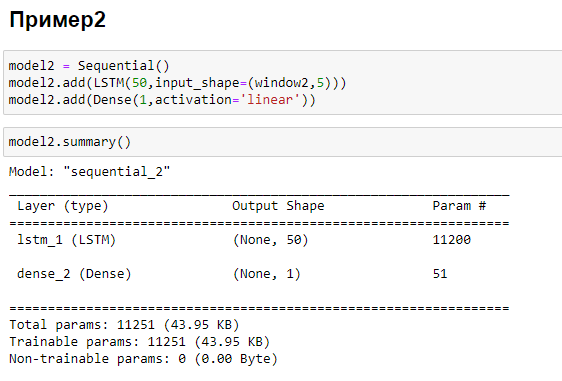 Пример2
model2 = Sequential()
model2.add(LSTM(50,input_shape=(window2,5)))
model2.add(Dense(1,activation='linear'))
model2.summary()
Model: "sequential_2"
_________________________________________________________________
Layer (type)                Output Shape              Param #
=================================================================
lstm_1 (LSTM)               (None, 50)                11200
dense_2 (Dense)             (None, 1)                 51
=================================================================
Total params: 11251 (43.95 KB)
Trainable params: 11251 (43.95 KB)
Non-trainable params: 0 (0.00 Byte)